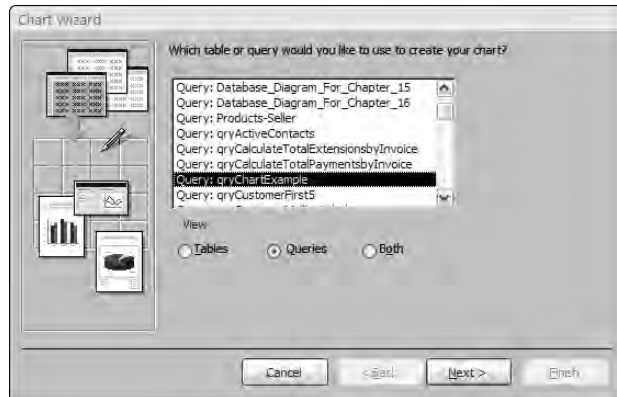 Chart Wizard
Which table or query would you like to use to create your chart?
Query: Database_Diagram_For_Chapter_15
Query: Database_Diagram_For_Chapter_16
Query: Products-Seller
Query: qryActiveContacts
Query: qryCalculateTotalExtensionsbyInvoice
Query: qryCalculateTotalPaymentsbyInvoice
Query: qryChartExample
Query: qryCustomerFirst5
View
Tables Queries Both
Cancel < Back Next > Finish